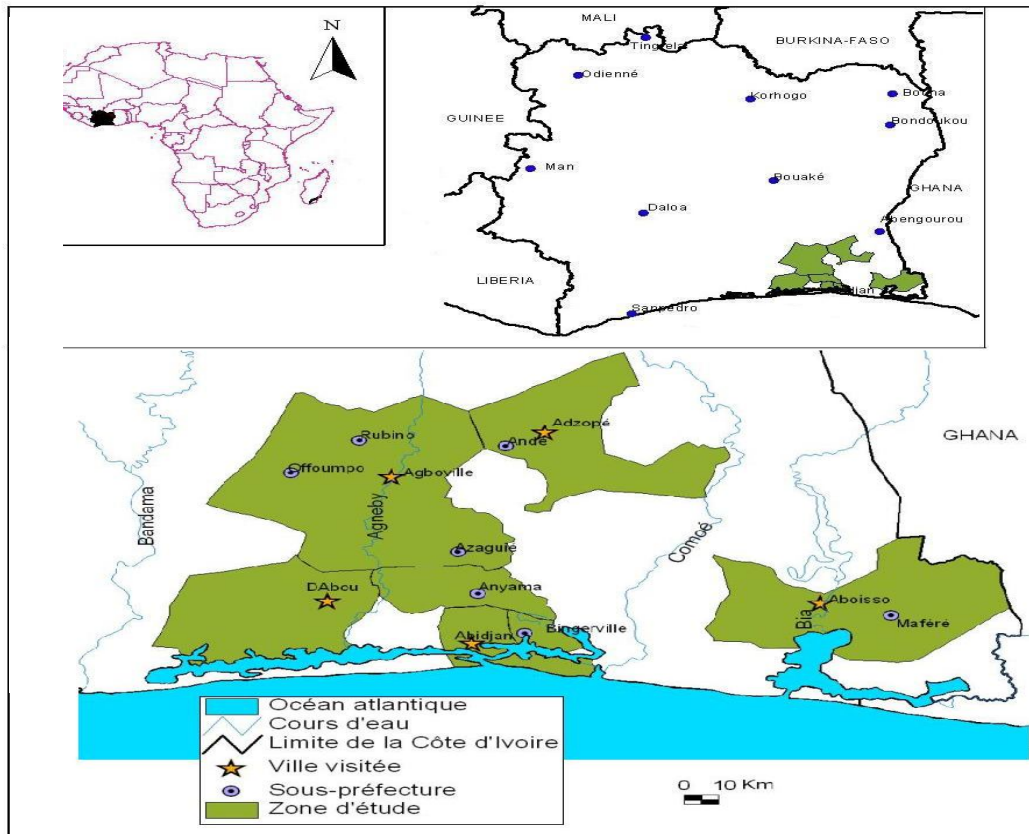 N
MALI
BURKINA-FASO
Tingrela
Odienné
Korhogo
Bouna
Bondoukou
GUINEE
Man
Bouaké
GHANA
Daloa
Abengourou
LIBERIA
Sanpédro
GHANA
Rubino
Adzopé
Andé
Offoumpo
Agboville
Bandama
Agneby
Comoé
Azaguié
DAbou
Anyama
Aboisso
Bia
Maféré
Abidjan
Bingerville
Océan atlantique
Cours d'eau
Limite de la Côte d'Ivoire
Ville visitée
Sous-préfecture
Zone d'étude
0 10 Km